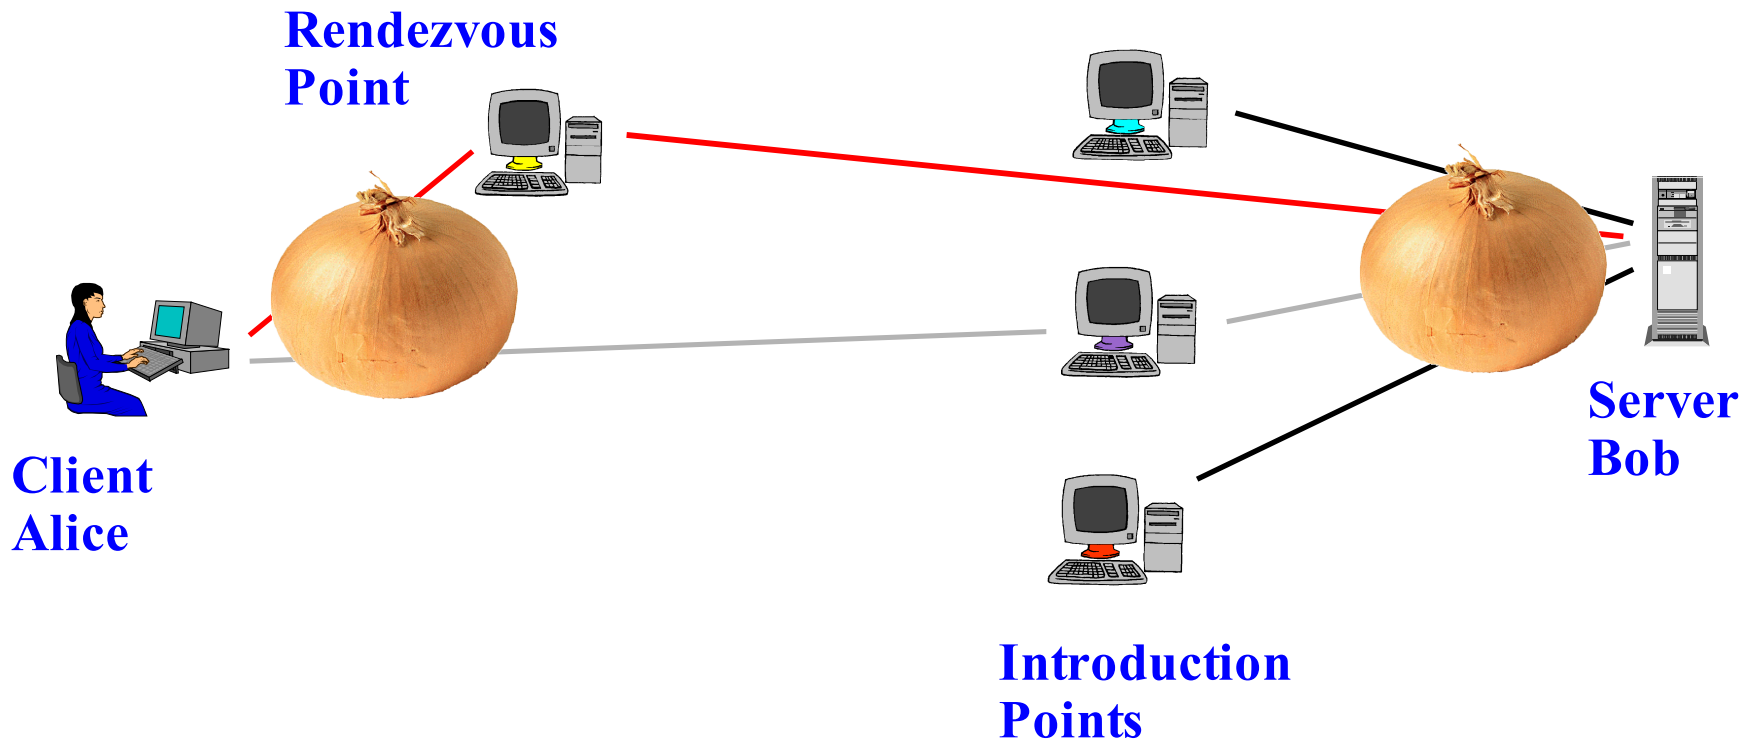 Rendezvous
Point
Client
Alice
Server
Bob
Introduction
Points